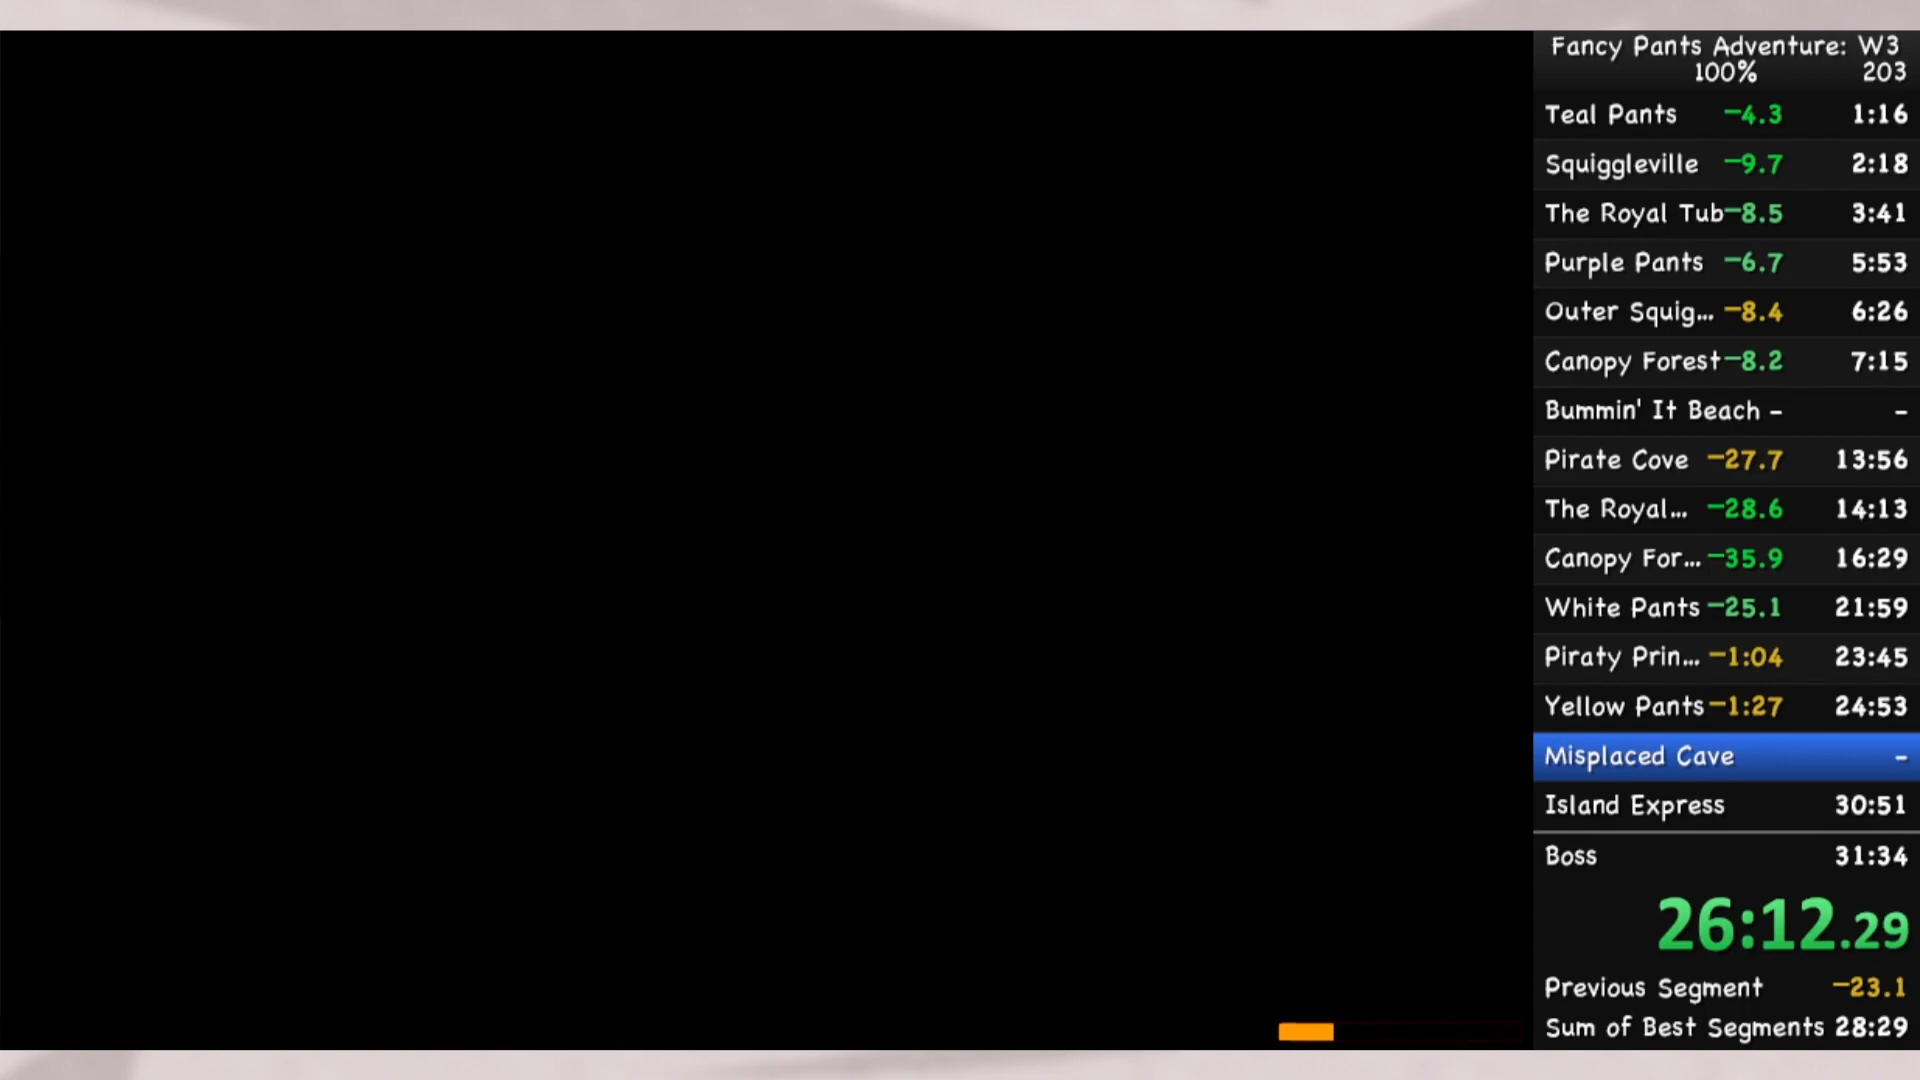 Fancy Pants Adventure: W3
100% 203
Teal Pants −4.3 1:16
Squiggleville −9.7 2:18
The Royal Tub −8.5 3:41
Purple Pants −6.7 5:53
Outer Squig... −8.4 6:26
Canopy Forest −8.2 7:15
Bummin' It Beach - -
Pirate Cove −27.7 13:56
The Royal... −28.6 14:13
Canopy For... −35.9 16:29
White Pants −25.1 21:59
Piraty Prin... −1:04 23:45
Yellow Pants −1:27 24:53
Misplaced Cave -
Island Express 30:51
Boss 31:34
26:12.29
Previous Segment −23.1
Sum of Best Segments 28:29